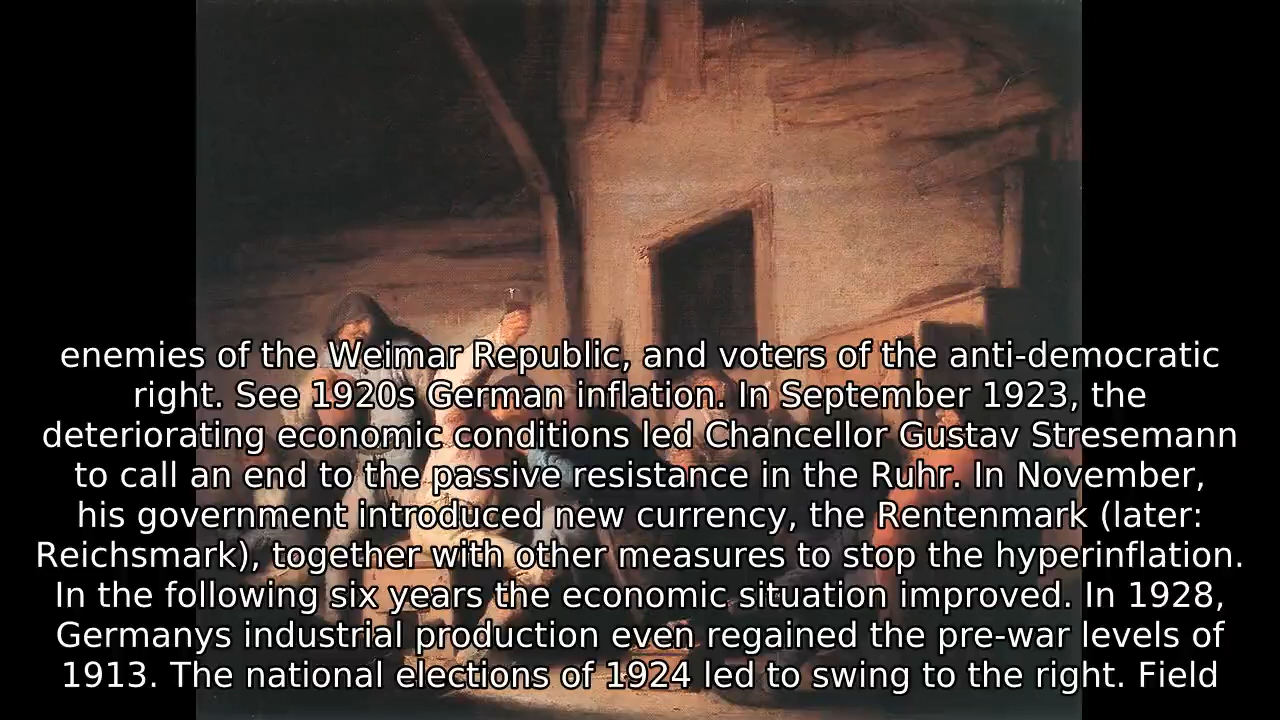 enemies of the Weimar Republic, and voters of the anti-democratic
right. See 1920s German inflation. In September 1923, the
deteriorating economic conditions led Chancellor Gustav Stresemann
to call an end to the passive resistance in the Ruhr. In November,
his government introduced new currency, the Rentenmark (later:
Reichsmark), together with other measures to stop the hyperinflation.
In the following six years the economic situation improved. In 1928,
Germanys industrial production even regained the pre-war levels of
1913. The national elections of 1924 led to swing to the right. Field